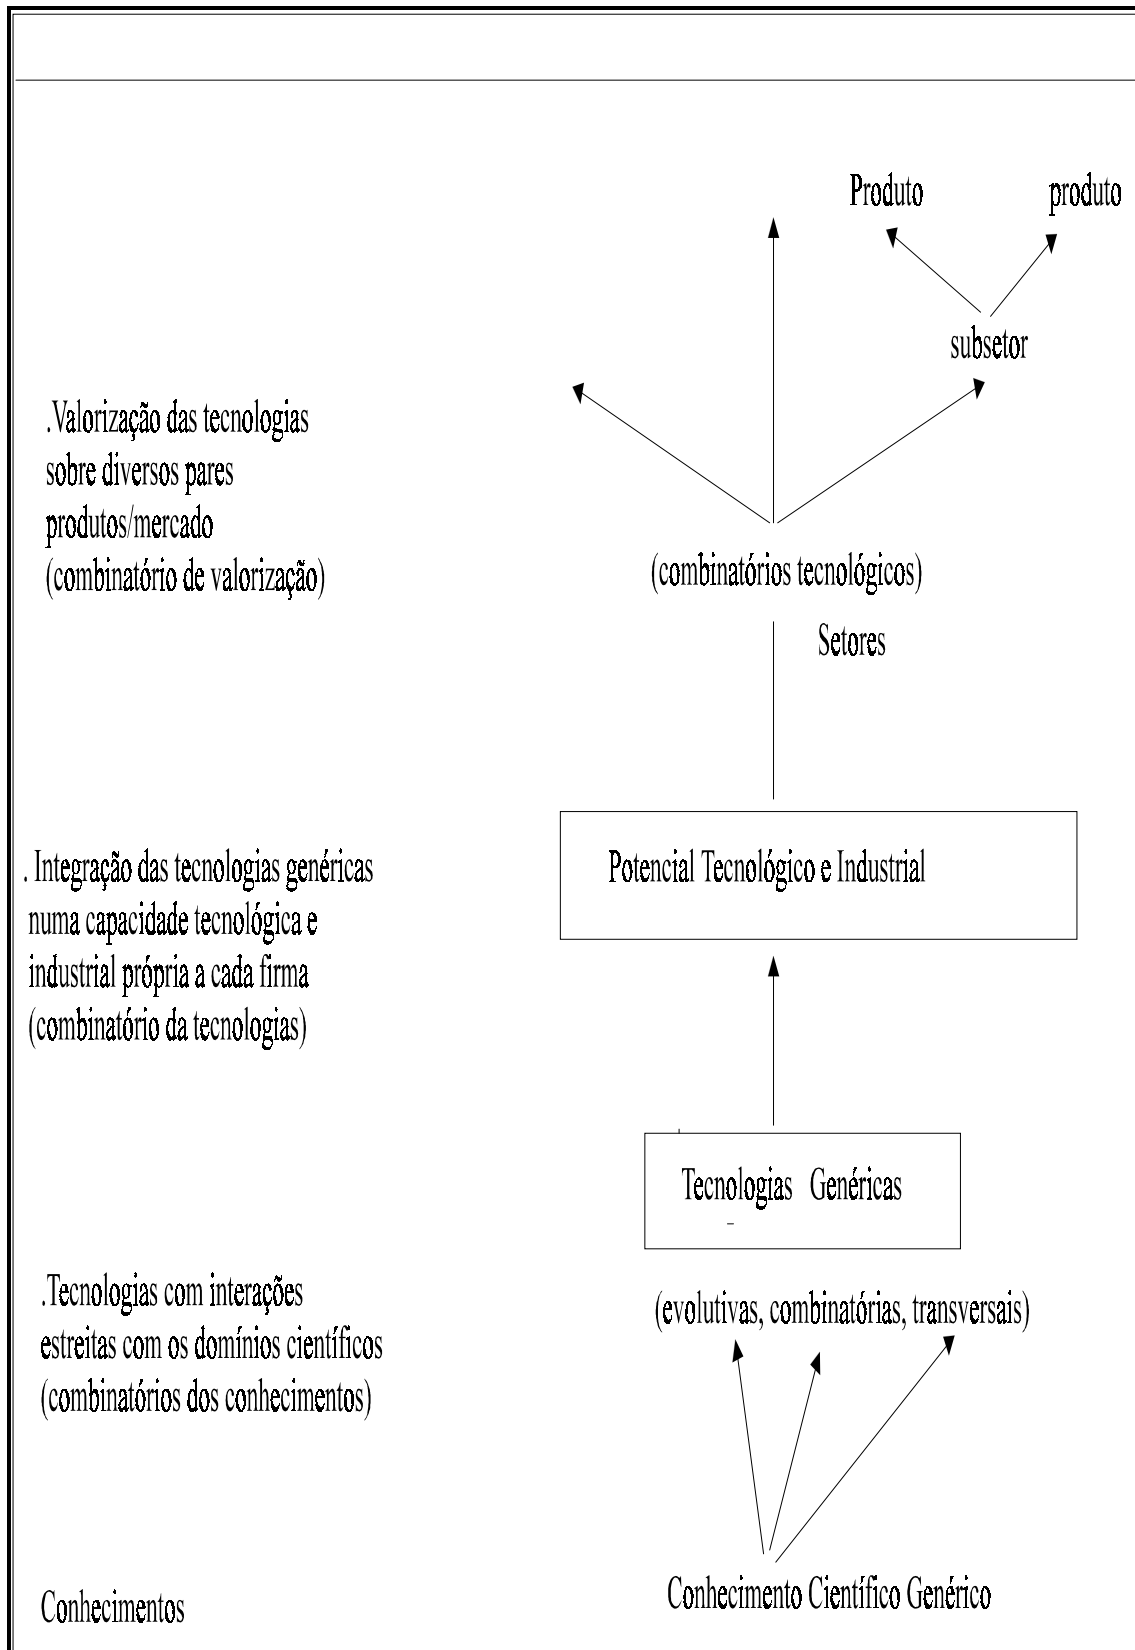 Produto produto
subsetor
.Valorização das tecnologias
sobre diversos pares
produtos/mercado
(combinatório de valorização)
(combinatórios tecnológicos)
Setores
. Integração das tecnologias genéricas
numa capacidade tecnológica e
industrial própria a cada firma
(combinatório da tecnologias)
Potencial Tecnológico e Industrial
Tecnologias Genéricas
.Tecnologias com interações
estreitas com os domínios científicos
(combinatórios dos conhecimentos)
(evolutivas, combinatórias, transversais)
Conhecimentos
Conhecimento Científico Genérico